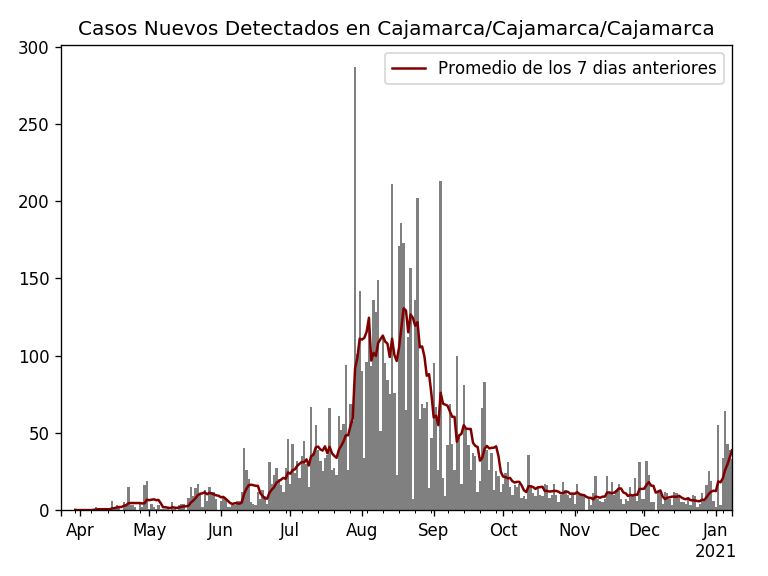 Casos Nuevos Detectados en Cajamarca/Cajamarca/Cajamarca
Promedio de los 7 dias anteriores
300
250
200
150
100
50
0
Apr May Jun Jul Aug Sep Oct Nov Dec Jan
2021